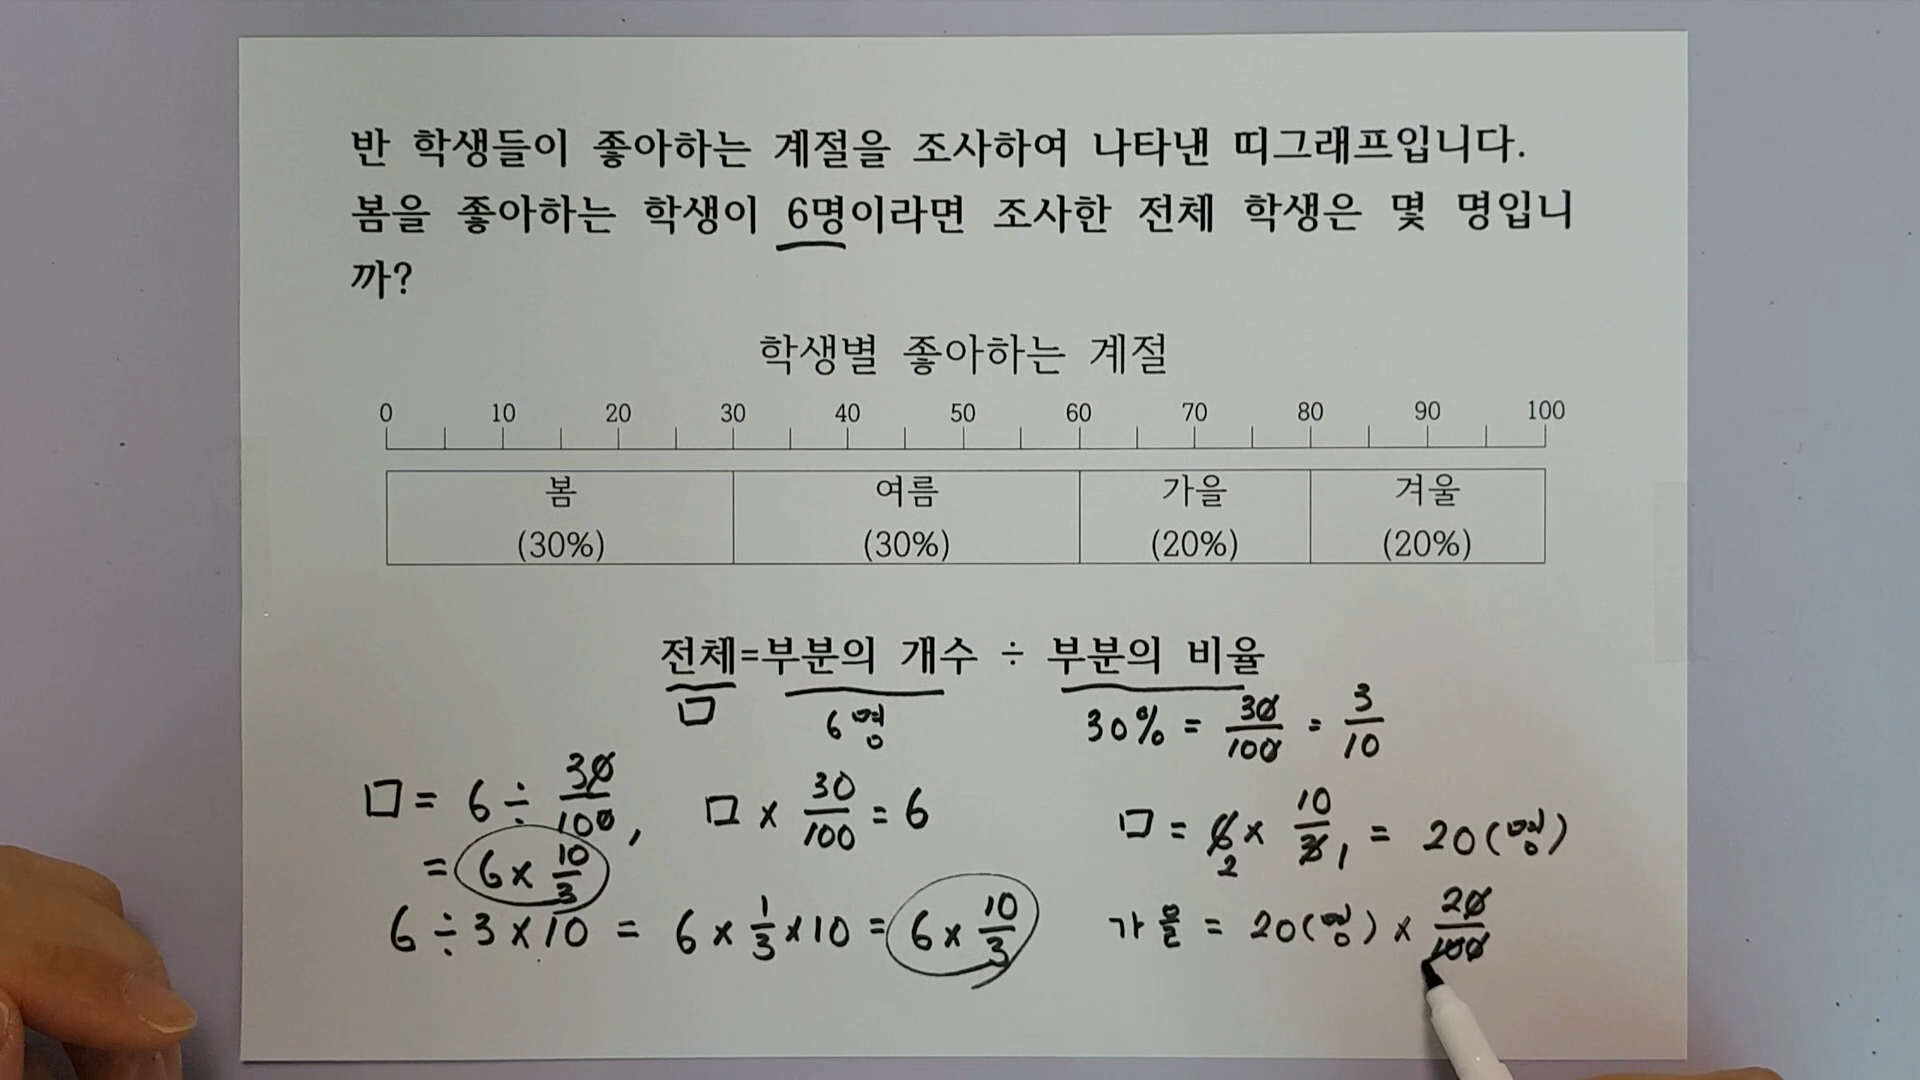 반 학생들이 좋아하는 계절을 조사하여 나타낸 띠그래프입니다.
봄을 좋아하는 학생이 6명이라면 조사한 전체 학생은 몇 명입니
까?
학생별 좋아하는 계절
0 10 20 30 40 50 60 70 80 90 100
봄 여름 가을 겨울
(30%) (30%) (20%) (20%)
전체=부분의 개수 ÷ 부분의 비율
□ 6명 30% = 30/100 = 3/10
□ = 6 ÷ 30/100, □ × 30/100 = 6 □ = 6 2 × 10/3 1 = 20(명)
= 6 × 10/3
6 ÷ 3 × 10 = 6 × 1/3 × 10 = 6 × 10/3 가을 = 20(명) × 20/100